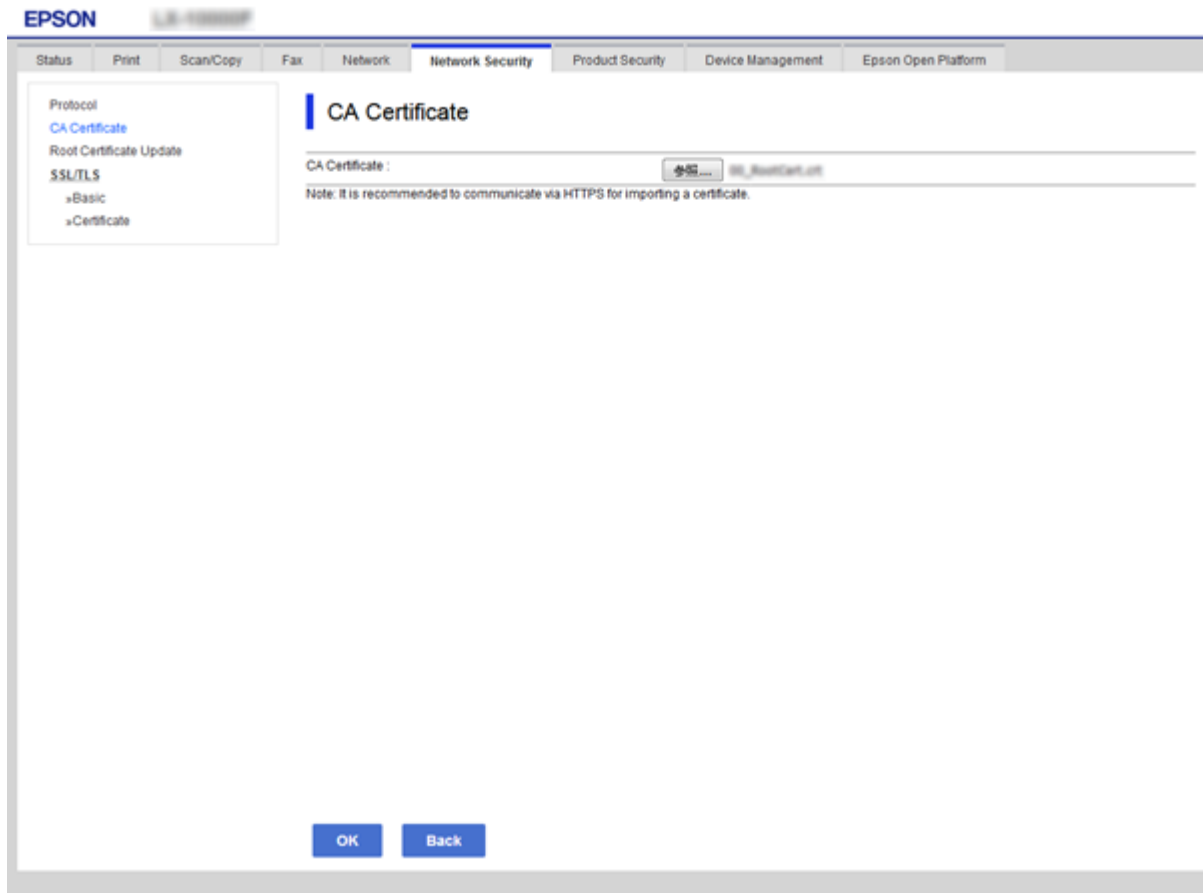 EPSON
Status Print Scan/Copy Fax Network Network Security Product Security Device Management Epson Open Platform
Protocol
CA Certificate
Root Certificate Update
SSL/TLS
»Basic
»Certificate
CA Certificate
CA Certificate : 参照....
Note: It is recommended to communicate via HTTPS for importing a certificate.
OK Back